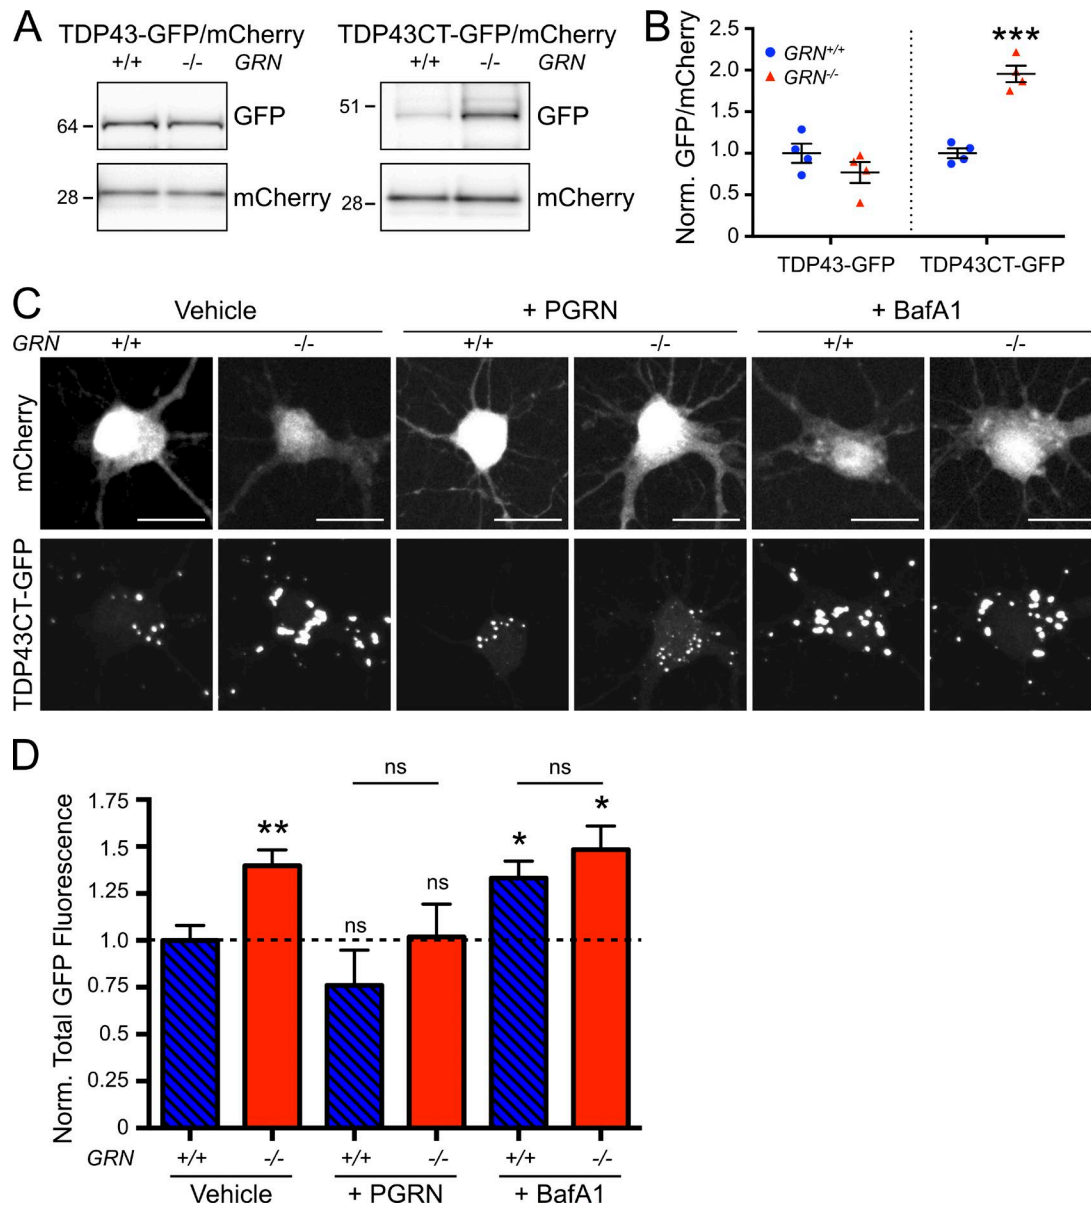 A
TDP43-GFP/mCherry
+/+ -/- GRN
64
GFP
28
mCherry
TDP43CT-GFP/mCherry
+/+ -/- GRN
51
GFP
28
mCherry
B
Norm. GFP/mCherry
2.5
2.0
1.5
1.0
0.5
0
GRN+/+
GRN-/-
***
TDP43-GFP
TDP43CT-GFP
C
Vehicle + PGRN + BafA1
GRN +/+ -/- +/+ -/- +/+ -/-
mCherry
TDP43CT-GFP
D
Norm. Total GFP Fluorescence
1.75
1.5
1.25
1.0
0.75
0.5
0.25
0
ns ns
** ns ns * *
GRN +/+ -/- +/+ -/- +/+ -/-
Vehicle + PGRN + BafA1